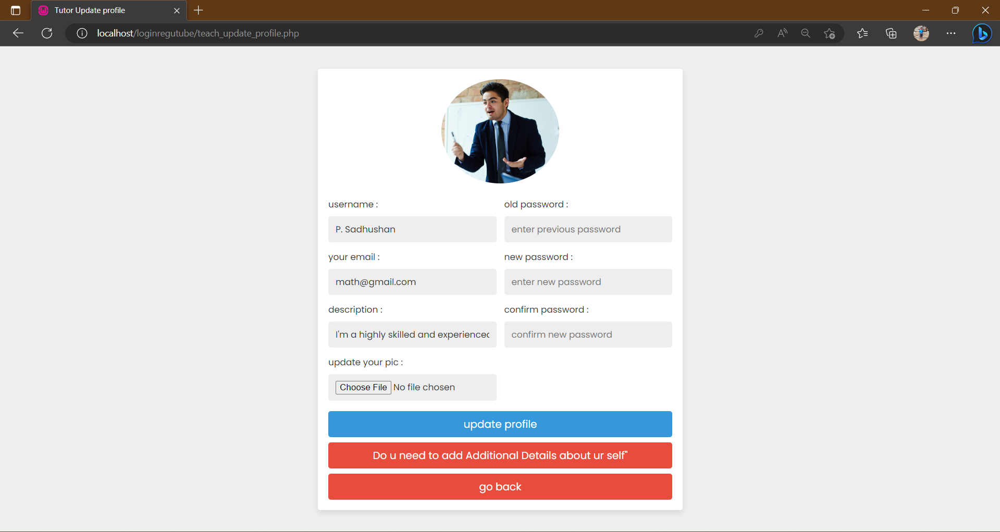 Tutor Update profile
localhost/loginregutube/teach_update_profile.php
username :
old password :
P. Sadhushan
enter previous password
your email :
new password :
math@gmail.com
enter new password
description :
confirm password :
I'm a highly skilled and experienced
confirm new password
update your pic :
Choose File No file chosen
update profile
Do u need to add Additional Details about ur self"
go back